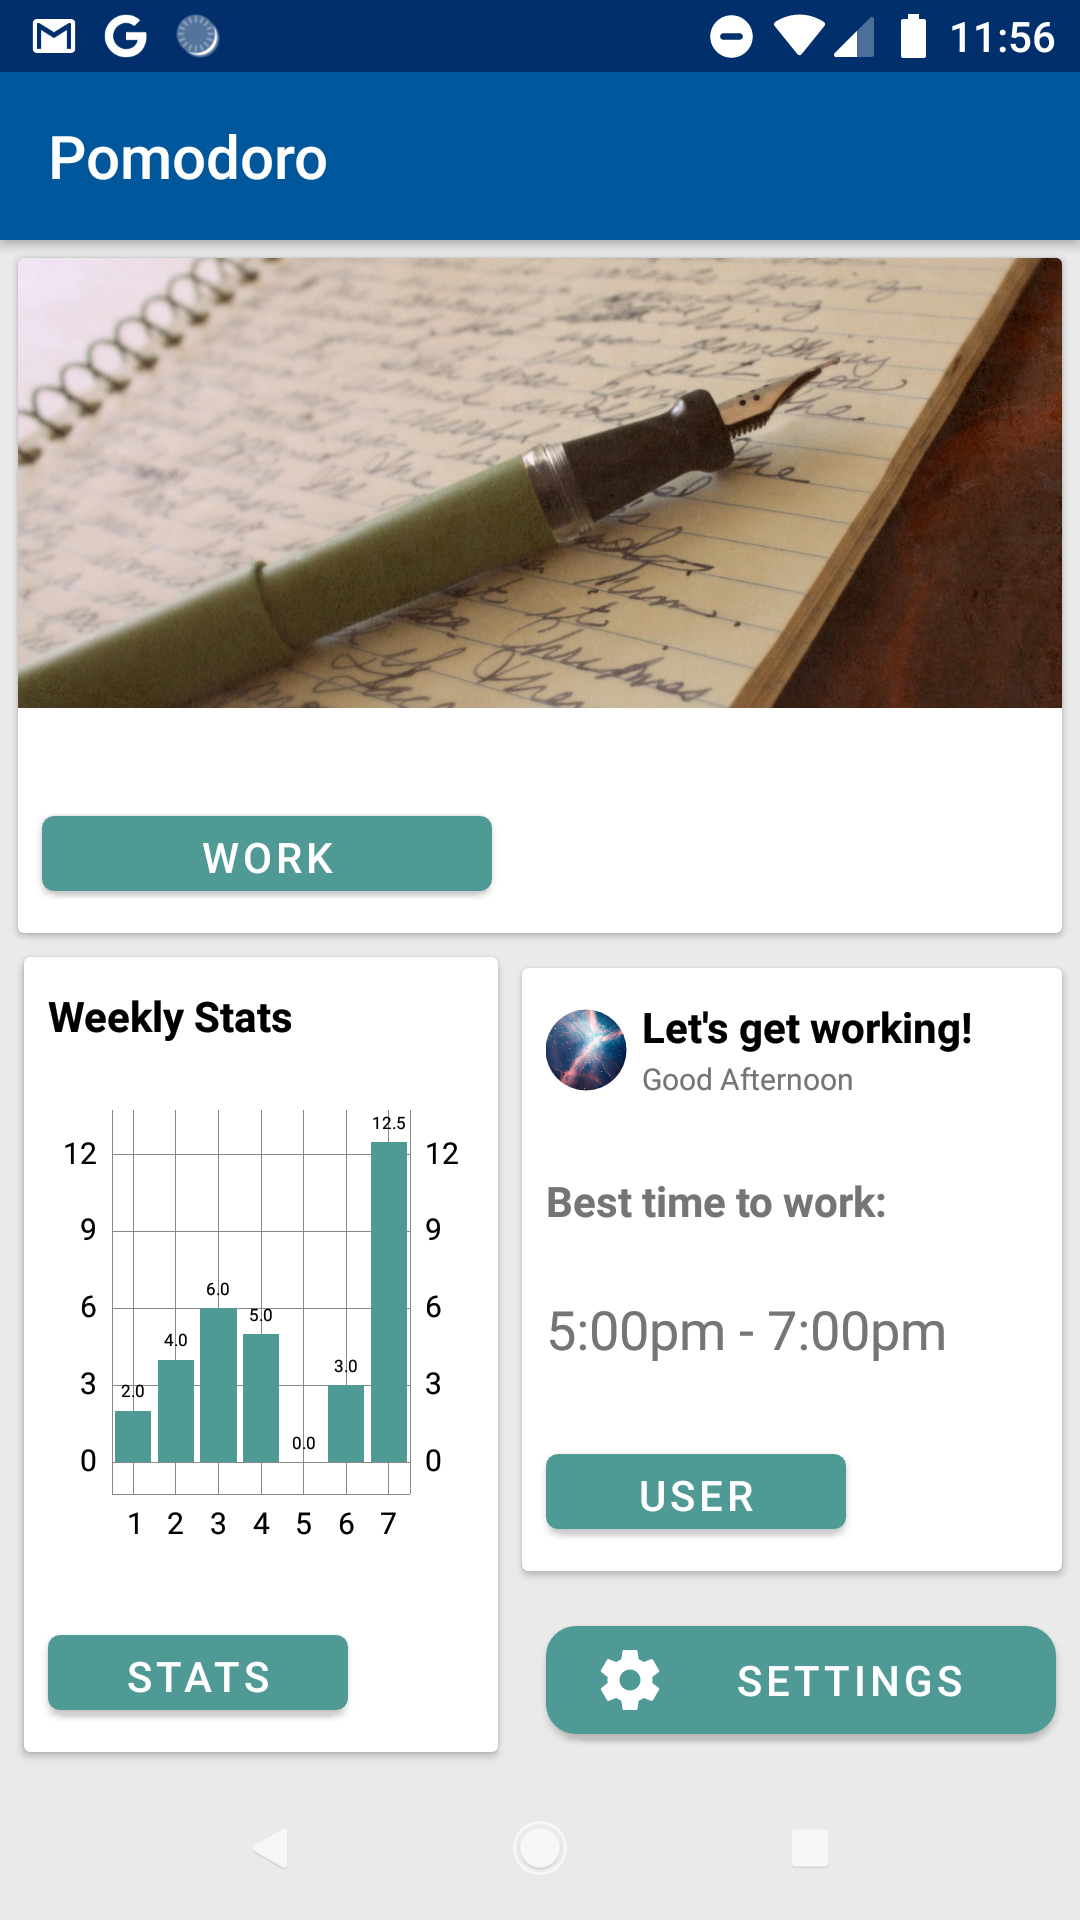 11:56
Pomodoro
WORK
Weekly Stats
12.5
12 12
9 9
6.0
6 6
5.0
4.0
3.0
3 3
2.0
0.0
0 0
1 2 3 4 5 6 7
STATS
Let's get working!
Good Afternoon
Best time to work:
5:00pm - 7:00pm
USER
SETTINGS